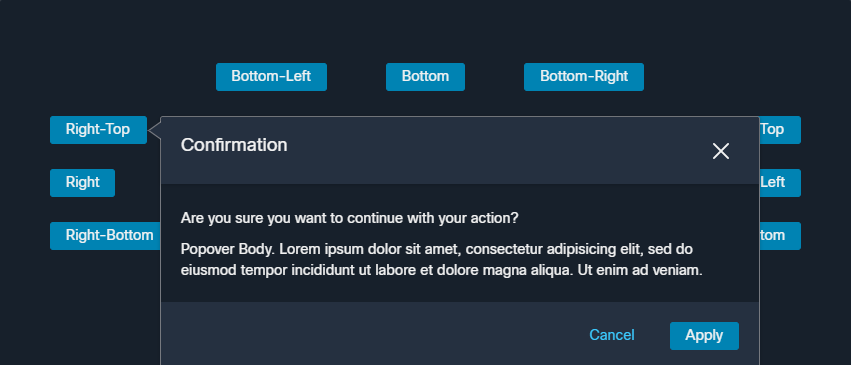 Bottom-Left Bottom Bottom-Right
Right-Top
Top
Confirmation
Right
Left
Are you sure you want to continue with your action?
Right-Bottom
tom
Popover Body. Lorem ipsum dolor sit amet, consectetur adipisicing elit, sed do
eiusmod tempor incididunt ut labore et dolore magna aliqua. Ut enim ad veniam.
Cancel Apply